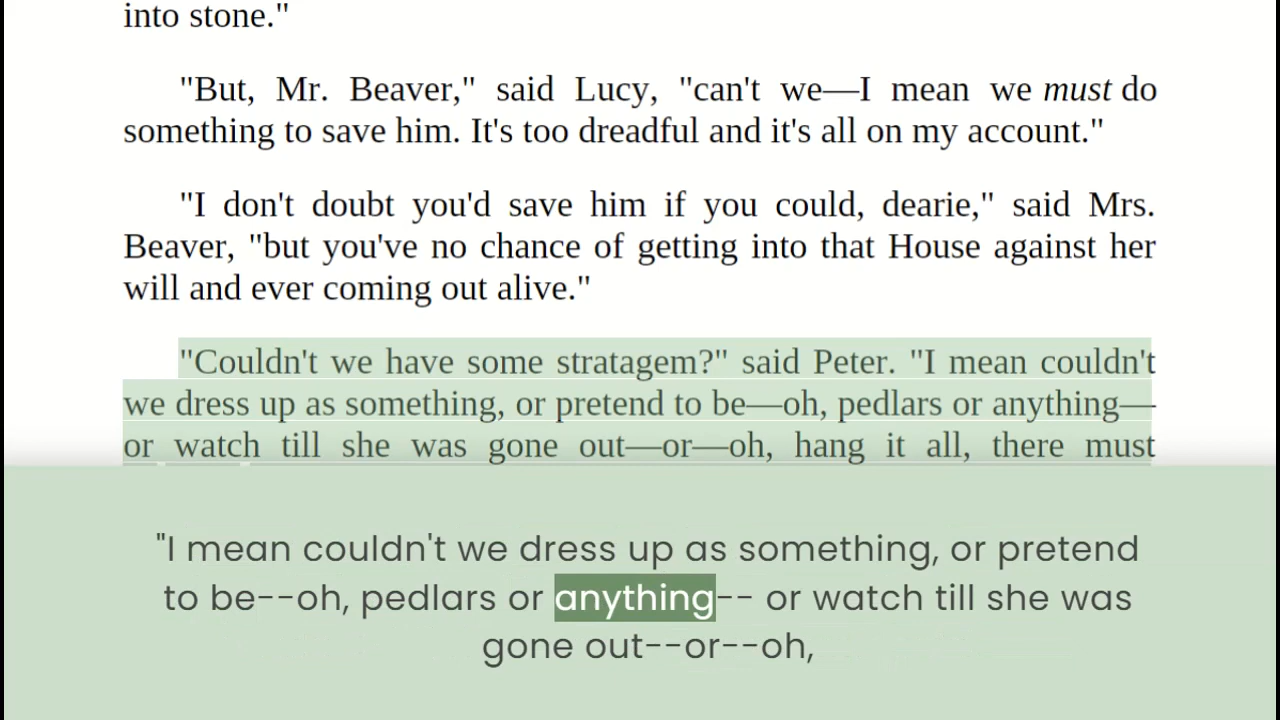 into stone."
"But, Mr. Beaver," said Lucy, "can't we—I mean we must do
something to save him. It's too dreadful and it's all on my account."
"I don't doubt you'd save him if you could, dearie," said Mrs.
Beaver, "but you've no chance of getting into that House against her
will and ever coming out alive."
"Couldn't we have some stratagem?" said Peter. "I mean couldn't
we dress up as something, or pretend to be—oh, pedlars or anything—
or watch till she was gone out—or—oh, hang it all, there must
"I mean couldn't we dress up as something, or pretend
to be--oh, pedlars or anything-- or watch till she was
gone out--or--oh,